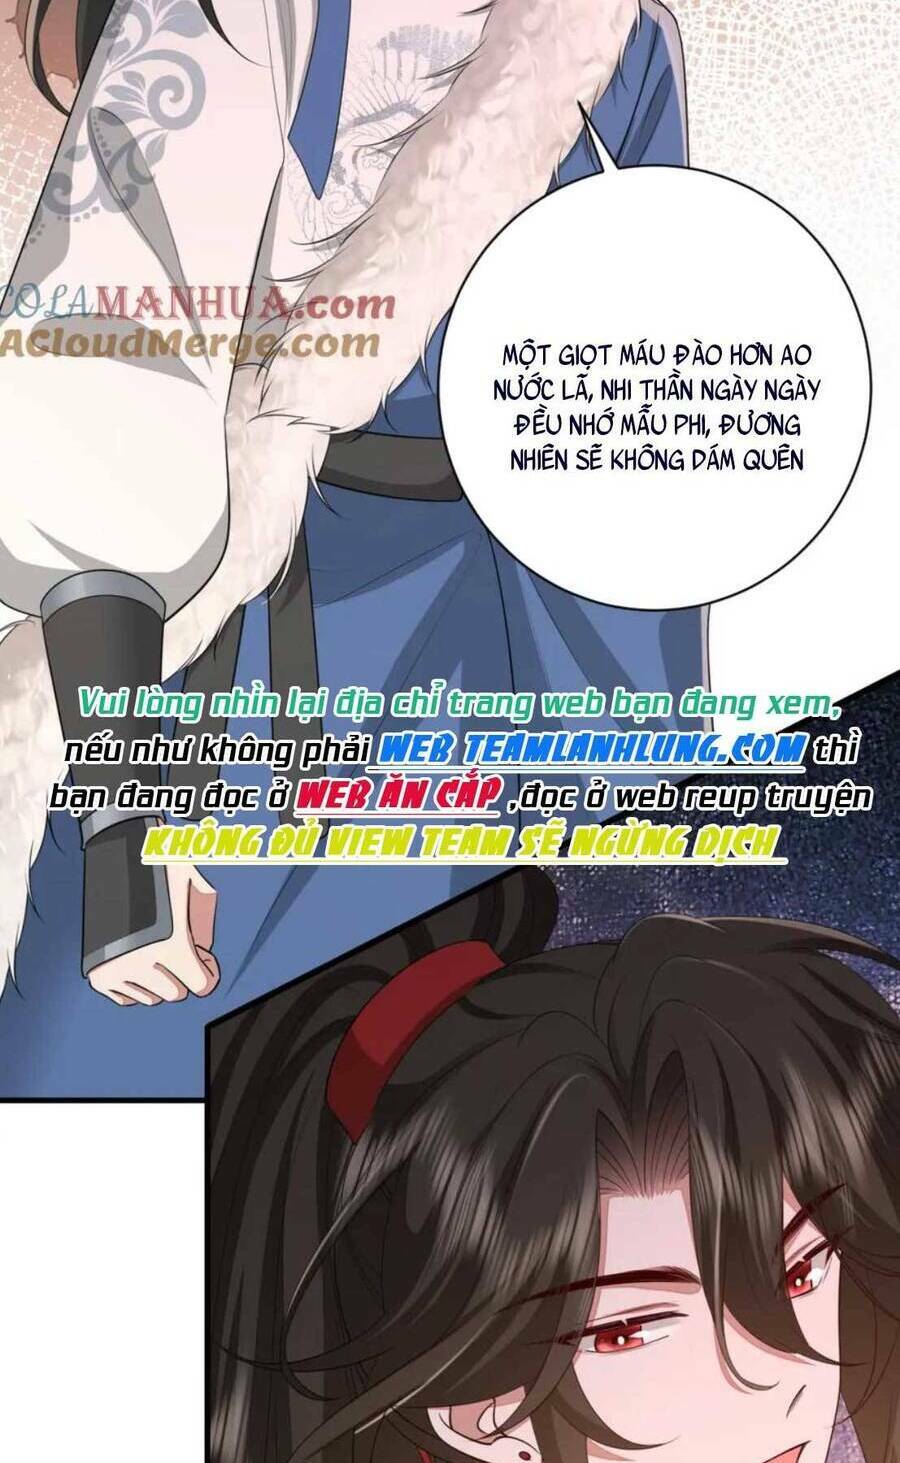 COLAMANHUA.com
ACloudMerge.com
MỘT GIỌT MÁU ĐÀO HƠN AO
NƯỚC LÃ, NHI THẦN NGÀY NGÀY
ĐỀU NHỚ MẪU PHI, ĐƯƠNG
NHIÊN SẼ KHÔNG DÁM QUÊN
Vui lòng nhìn lại địa chỉ trang web bạn đang xem,
nếu như không phải WEB TEAMLANHLUNG.COM thì
bạn đang đọc ở WEB ĂN CẮP ,đọc ở web reup truyện
KHÔNG ĐỦ VIEW TEAM SẼ NGỪNG DỊCH